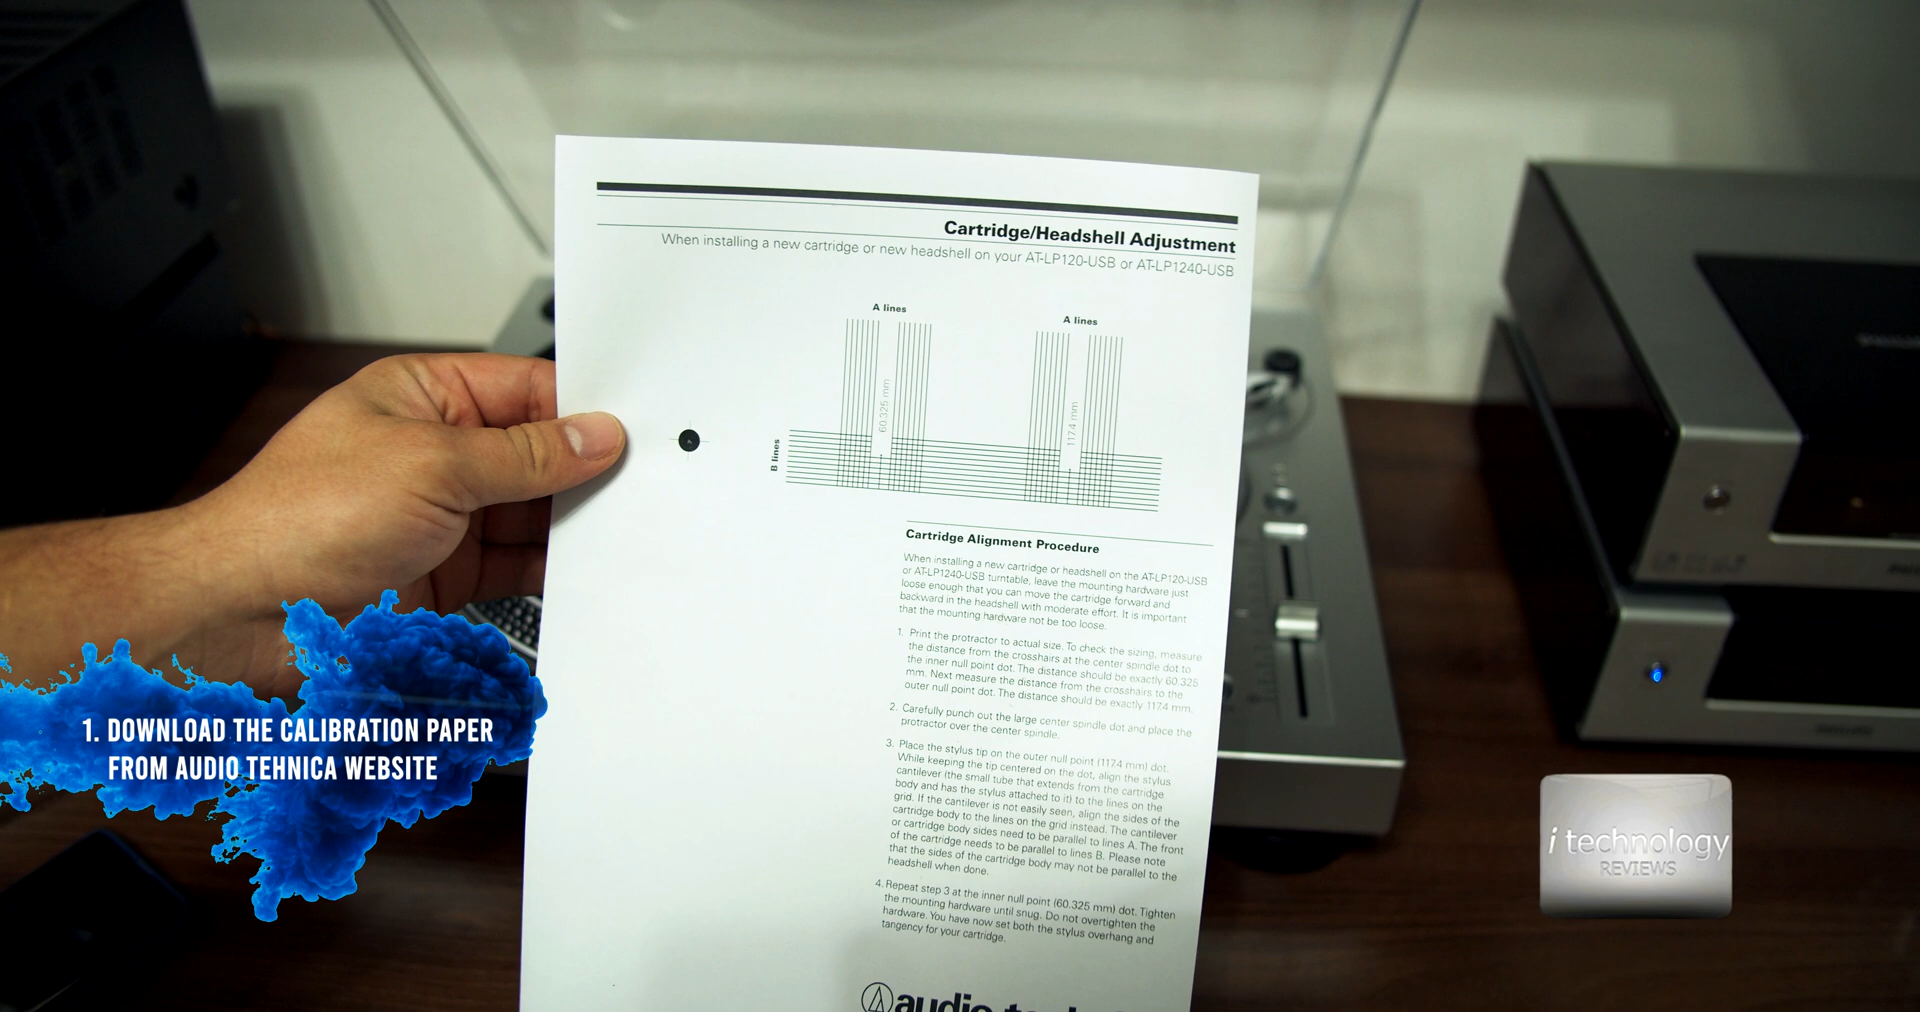 Cartridge/Headshell Adjustment
When installing a new cartridge or new headshell on your AT-LP120-USB or AT-LP1240-USB
A lines
A lines
60.325 mm
117.4 mm
B lines
Cartridge Alignment Procedure
When installing a new cartridge or headshell on the AT-LP120-USB
or AT-LP1240-USB turntable, leave the mounting hardware just
loose enough that you can move the cartridge forward and
backward in the headshell with moderate effort. It is important
that the mounting hardware not be too loose.
1. Print the protractor to actual size. To check the sizing, measure
the distance from the crosshairs at the center spindle dot to
the inner null point dot. The distance should be exactly 60.325
mm. Next measure the distance from the crosshairs to the
outer null point dot. The distance should be exactly 117.4 mm.
2. Carefully punch out the large center spindle dot and place the
protractor over the center spindle.
3. Place the stylus tip on the outer null point (117.4 mm) dot.
While keeping the tip centered on the dot, align the stylus
cantilever (the small tube that extends from the cartridge
body and has the stylus attached to it) to the lines on the
grid. If the cantilever is not easily seen, align the sides of the
cartridge body to the lines on the grid instead. The cantilever
or cartridge body sides need to be parallel to lines A. The front
of the cartridge needs to be parallel to lines B. Please note
that the sides of the cartridge body may not be parallel to the
headshell when done.
4. Repeat step 3 at the inner null point (60.325 mm) dot. Tighten
the mounting hardware until snug. Do not overtighten the
hardware. You have now set both the stylus overhang and
tangency for your cartridge.
1. DOWNLOAD THE CALIBRATION PAPER
FROM AUDIO TEHNICA WEBSITE
i technology
REVIEWS
audio